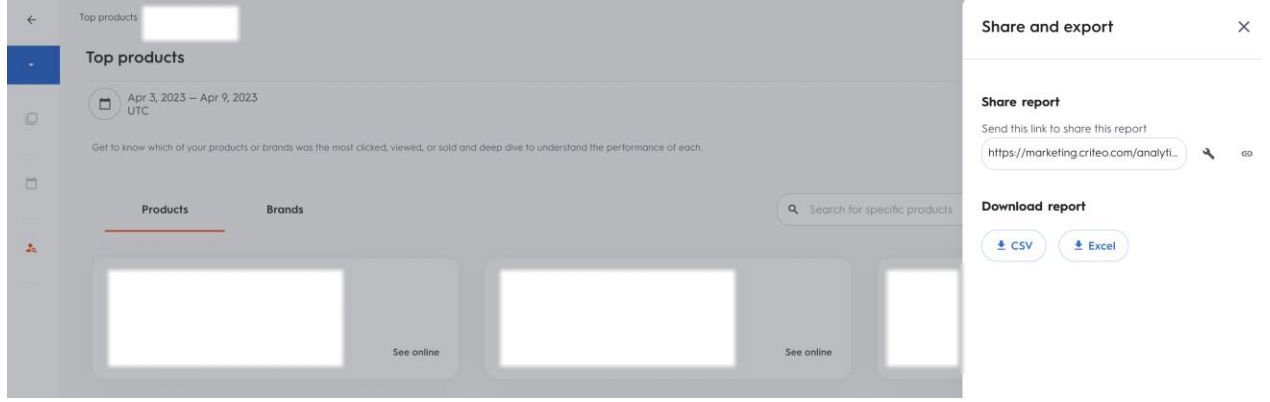 Top products
Top products
Apr 3, 2023 — Apr 9, 2023
UTC
Get to know which of your products or brands was the most clicked, viewed, or sold and deep dive to understand the performance of each.
Products
Brands
Search for specific products
See online
See online
Share and export
Share report
Send this link to share this report
https://marketing.criteo.com/analyti...
Download report
CSV
Excel